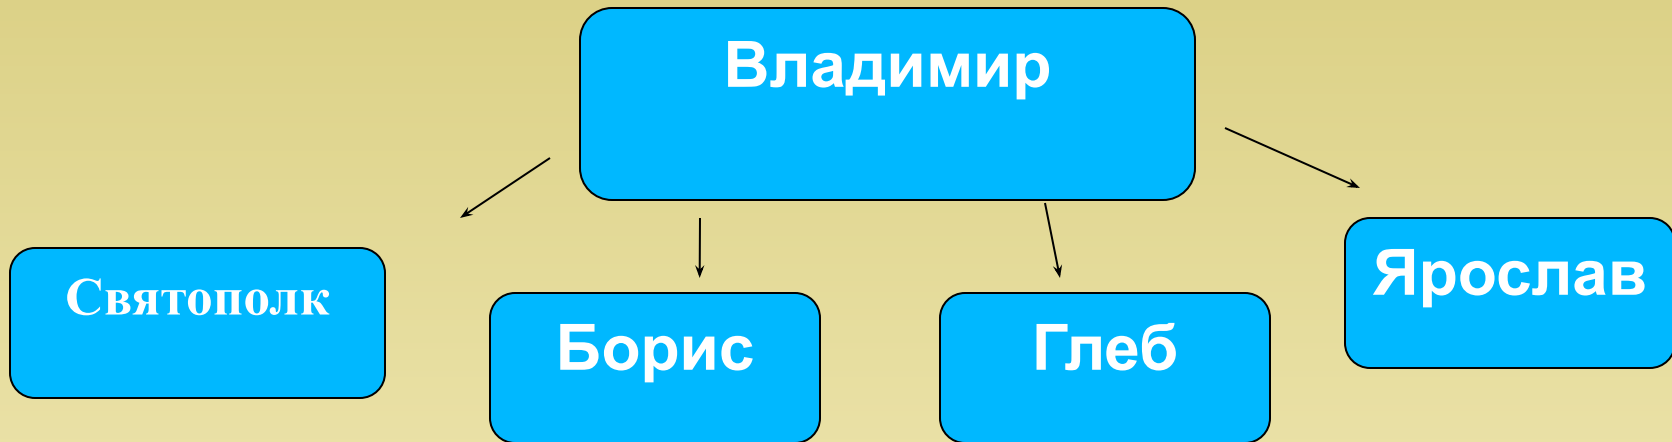 Владимир
Святополк
Борис
Глеб
Ярослав